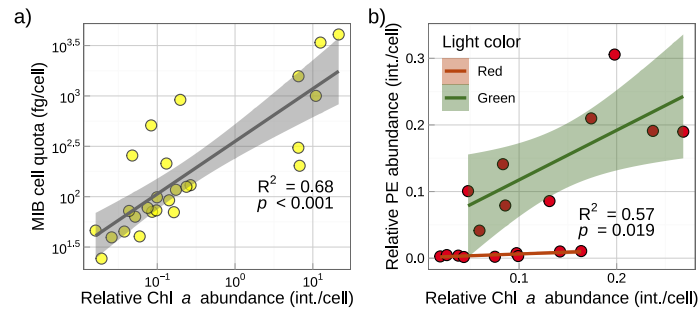 a)
MIB cell quota (fg/cell)
10^3.5
10^3
10^2.5
10^2
10^1.5
R^2 = 0.68
p < 0.001
10^−1
10^0
10^1
Relative Chl a abundance (int./cell)
b)
Relative PE abundance (int./cell)
Light color
Red
Green
0.3
0.2
0.1
0.0
R^2 = 0.57
p = 0.019
0.1
0.2
Relative Chl a abundance (int./cell)